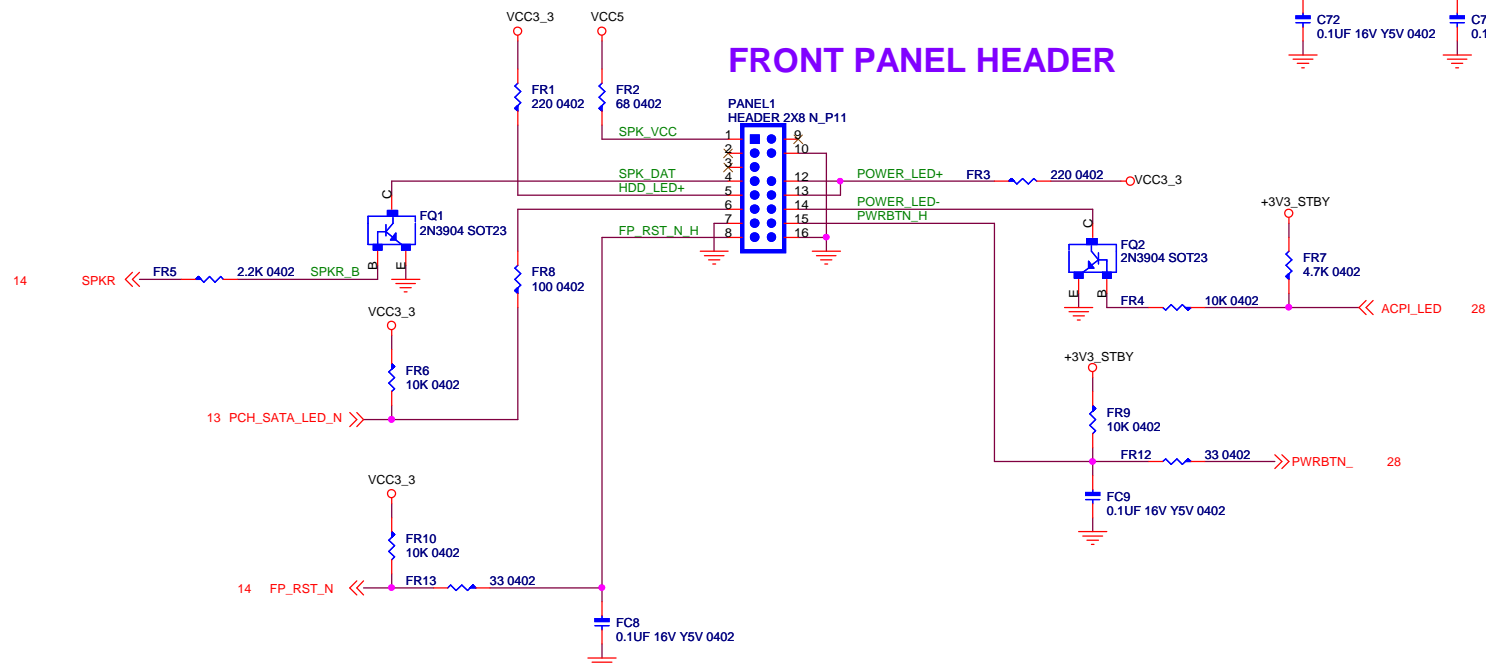 VCC3_3
VCC5
C72
0.1UF 16V Y5V 0402
FRONT PANEL HEADER
FR1
220 0402
FR2
68 0402
PANEL1
HEADER 2X8 N_P11
SPK_VCC
1
9
2
10
3
SPK_DAT
4
12
POWER_LED+
FR3
220 0402
VCC3_3
HDD_LED+
5
13
6
14
POWER_LED-
7
15
PWRBTN_H
FP_RST_N_H
8
16
+3V3_STBY
C
FQ1
2N3904 SOT23
B
E
C
FQ2
2N3904 SOT23
E
B
FR7
4.7K 0402
14
SPKR
FR5
2.2K 0402
SPKR_B
FR8
100 0402
FR4
10K 0402
ACPI_LED
28
VCC3_3
FR6
10K 0402
+3V3_STBY
FR9
10K 0402
13 PCH_SATA_LED_N
FR12
33 0402
PWRBTN_
28
VCC3_3
FC9
0.1UF 16V Y5V 0402
FR10
10K 0402
14
FP_RST_N
FR13
33 0402
FC8
0.1UF 16V Y5V 0402